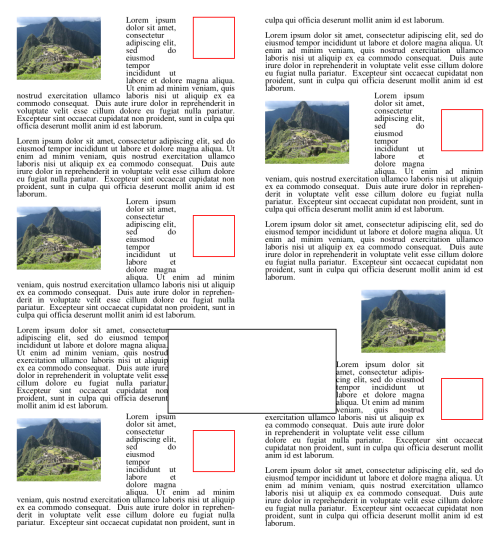 Lorem ipsum
dolor sit amet,
consectetur
adipiscing elit,
sed do
eiusmod
tempor
incididunt ut
labore et dolore magna aliqua.
Ut enim ad minim veniam, quis
nostrud exercitation ullamco laboris nisi ut aliquip ex ea
commodo consequat. Duis aute irure dolor in reprehenderit in
voluptate velit esse cillum dolore eu fugiat nulla pariatur.
Excepteur sint occaecat cupidatat non proident, sunt in culpa qui
officia deserunt mollit anim id est laborum.
Lorem ipsum dolor sit amet, consectetur adipiscing elit, sed do
eiusmod tempor incididunt ut labore et dolore magna aliqua. Ut
enim ad minim veniam, quis nostrud exercitation ullamco laboris
nisi ut aliquip ex ea commodo consequat. Duis aute irure dolor in
reprehenderit in voluptate velit esse cillum dolore eu fugiat
nulla pariatur. Excepteur sint occaecat cupidatat non
proident, sunt in culpa qui officia deserunt mollit anim id est
laborum.
Lorem ipsum
dolor sit amet,
consectetur
adipiscing elit,
sed do
eiusmod
tempor
incididunt ut
labore et
dolore magna
aliqua. Ut enim ad minim
veniam, quis nostrud exercitation ullamco laboris nisi ut aliquip
ex ea commodo consequat. Duis aute irure dolor in reprehen-
derit in voluptate velit esse cillum dolore eu fugiat nulla
pariatur. Excepteur sint occaecat cupidatat non proident, sunt in
culpa qui officia deserunt mollit anim id est laborum.
Lorem ipsum dolor sit amet, consectetur
adipiscing elit, sed do eiusmod tempor
incididunt ut labore et dolore magna aliqua.
Ut enim ad minim veniam, quis nostrud
exercitation ullamco laboris nisi ut aliquip
ex ea commodo consequat. Duis aute irure
dolor in reprehenderit in voluptate velit esse
cillum dolore eu fugiat nulla pariatur.
Excepteur sint occaecat cupidatat non
proident, sunt in culpa qui officia deserunt
mollit anim id est laborum.
Lorem ipsum
dolor sit amet,
consectetur
adipiscing elit,
sed do
eiusmod
tempor
incididunt ut
labore et
dolore magna
aliqua. Ut enim ad minim
veniam, quis nostrud exercitation ullamco laboris nisi ut aliquip
ex ea commodo consequat. Duis aute irure dolor in reprehen-
derit in voluptate velit esse cillum dolore eu fugiat nulla
pariatur. Excepteur sint occaecat cupidatat non proident, sunt in
culpa qui officia deserunt mollit anim id est laborum.
Lorem ipsum dolor sit amet, consectetur adipiscing elit, sed do
eiusmod tempor incididunt ut labore et dolore magna aliqua. Ut
enim ad minim veniam, quis nostrud exercitation ullamco laboris
nisi ut aliquip ex ea commodo consequat. Duis aute
irure dolor in reprehenderit in voluptate velit esse cillum dolore
eu fugiat nulla pariatur. Excepteur sint occaecat cupidatat non
proident, sunt in culpa qui officia deserunt mollit anim id est
laborum.
Lorem ipsum
dolor sit amet,
consectetur
adipiscing elit,
sed do
eiusmod
tempor
incididunt ut
labore et
dolore magna
aliqua. Ut enim ad minim
veniam, quis nostrud exercitation ullamco laboris nisi ut aliquip
ex ea commodo consequat. Duis aute irure dolor in reprehen-
derit in voluptate velit esse cillum dolore eu fugiat nulla
pariatur. Excepteur sint occaecat cupidatat non proident, sunt in
culpa qui officia deserunt mollit anim id est laborum.
Lorem ipsum dolor sit amet, consectetur adipiscing elit, sed do
eiusmod tempor incididunt ut labore et dolore magna aliqua. Ut
enim ad minim veniam, quis nostrud exercitation ullamco laboris
nisi ut aliquip ex ea commodo consequat. Duis aute
irure dolor in reprehenderit in voluptate velit esse cillum dolore
eu fugiat nulla pariatur. Excepteur sint occaecat cupidatat non
proident, sunt in culpa qui officia deserunt mollit anim id est
laborum.
Lorem ipsum dolor sit
amet, consectetur adipis-
cing elit, sed do eiusmod
tempor incididunt ut
labore et dolore magna
aliqua. Ut enim ad minim
veniam, quis nostrud
exercitation ullamco laboris nisi ut aliquip ex
ea commodo consequat. Duis aute irure dolor
in reprehenderit in voluptate velit esse cillum
dolore eu fugiat nulla pariatur. Excepteur sint occaecat
cupidatat non proident, sunt in culpa qui officia deserunt mollit
anim id est laborum.
Lorem ipsum dolor sit amet, consectetur adipiscing elit, sed do
eiusmod tempor incididunt ut labore et dolore magna aliqua. Ut
enim ad minim veniam, quis nostrud exercitation ullamco laboris
nisi ut aliquip ex ea commodo consequat. Duis aute
irure dolor in reprehenderit in voluptate velit esse cillum dolore
eu fugiat nulla pariatur. Excepteur sint occaecat cupidatat non
proident, sunt in culpa qui officia deserunt mollit anim id est
laborum.